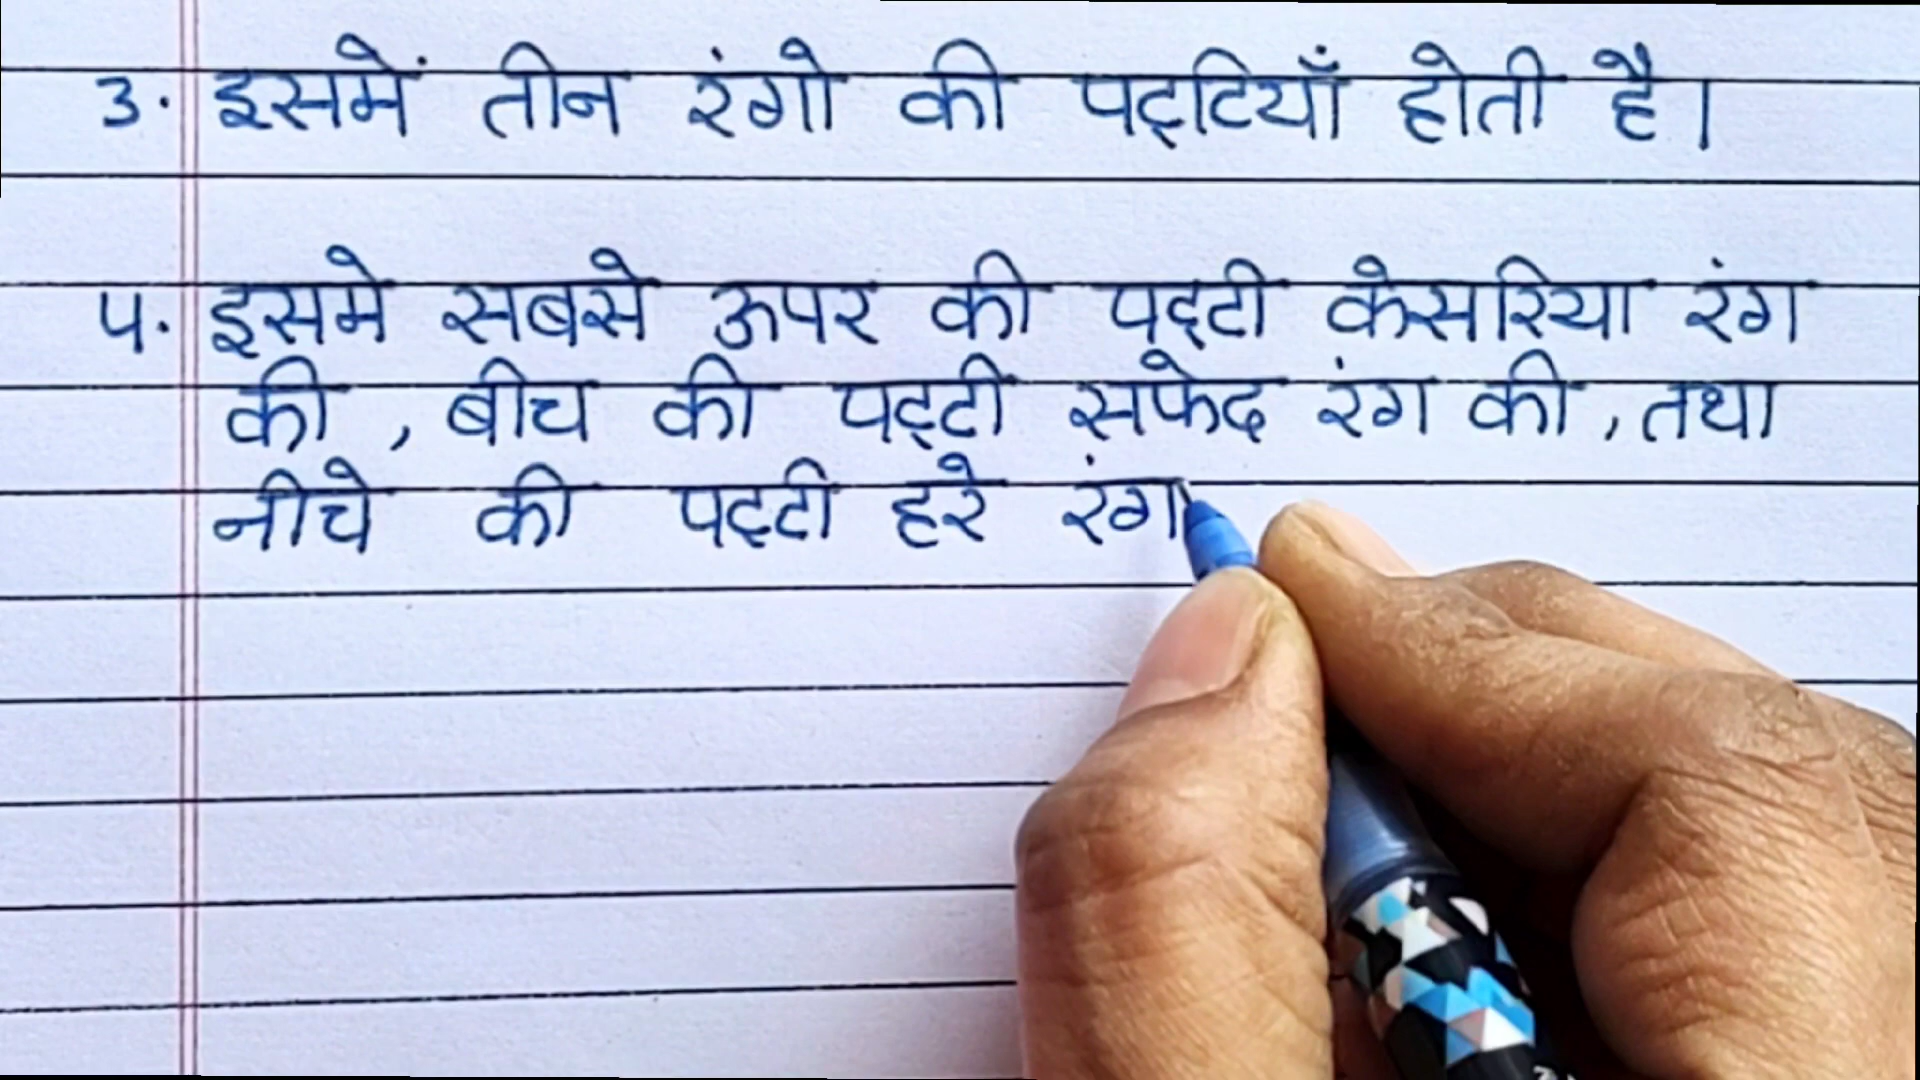 3. इसमें तीन रंगो की पट्टियाँ होती है।
4. इसमे सबसे ऊपर की पट्टी केसरिया रंग
की , बीच की पट्टी सफेद रंग की , तथा
नीचे की पट्टी हरे रंग